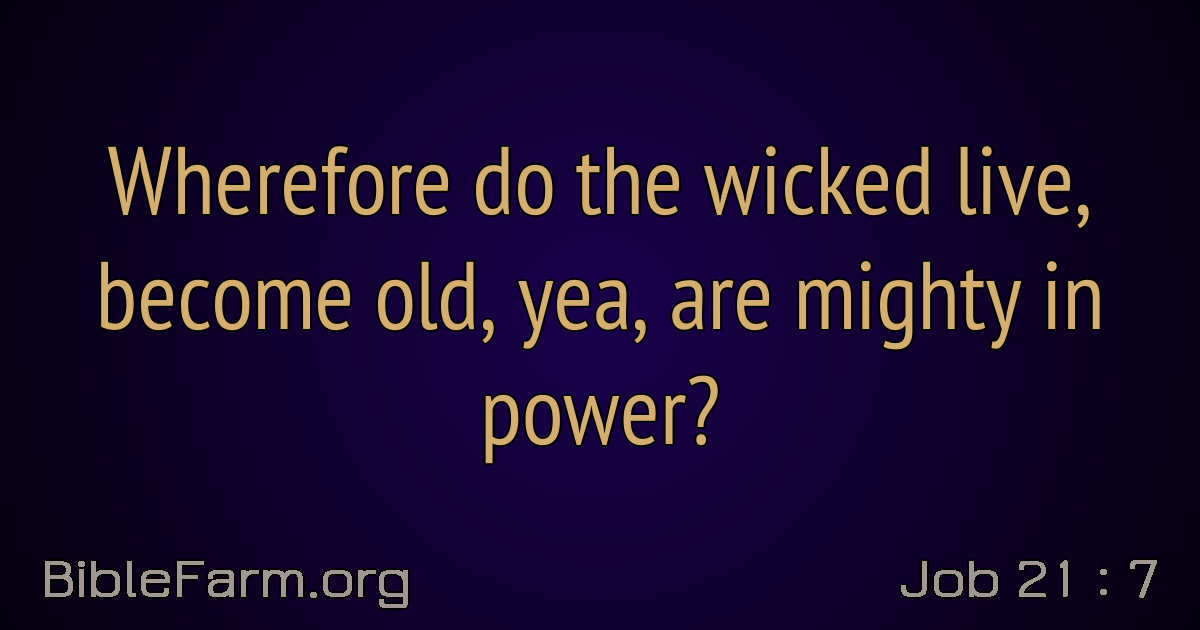 Wherefore do the wicked live,
become old, yea, are mighty in
power?
BibleFarm.org
Job 21 : 7